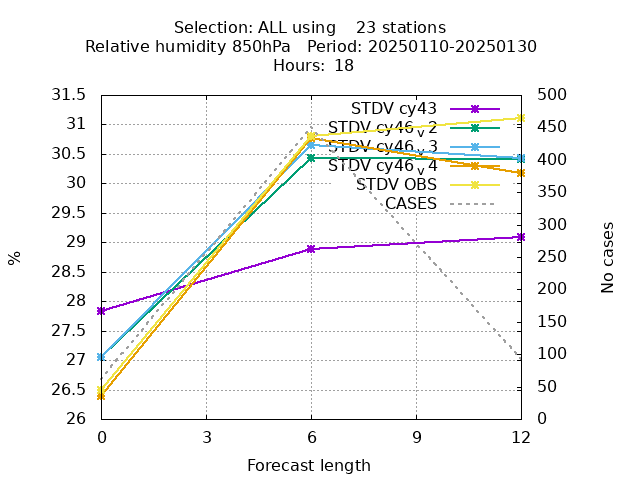 Selection: ALL using    23 stations
Relative humidity 850hPa   Period: 20250110-20250130
Hours:  18
31.5
31
30.5
30
29.5
29
28.5
28
27.5
27
26.5
26
500
450
400
350
300
250
200
150
100
50
0
STDV cy43
STDV cy46v2
STDV cy46v3
STDV cy46v4
STDV OBS
CASES
%
No cases
0 3 6 9 12
Forecast length